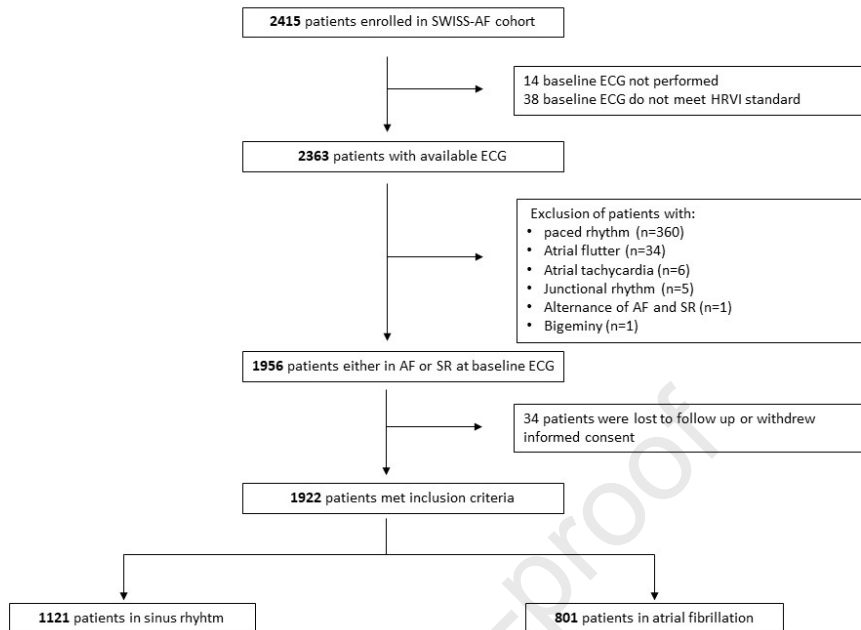 2415 patients enrolled in SWISS-AF cohort
14 baseline ECG not performed
38 baseline ECG do not meet HRVI standard
2363 patients with available ECG
Exclusion of patients with:
• paced rhythm (n=360)
• Atrial flutter (n=34)
• Atrial tachycardia (n=6)
• Junctional rhythm (n=5)
• Alternance of AF and SR (n=1)
• Bigeminy (n=1)
1956 patients either in AF or SR at baseline ECG
34 patients were lost to follow up or withdrew
informed consent
1922 patients met inclusion criteria
1121 patients in sinus rhyhtm
801 patients in atrial fibrillation
-proof